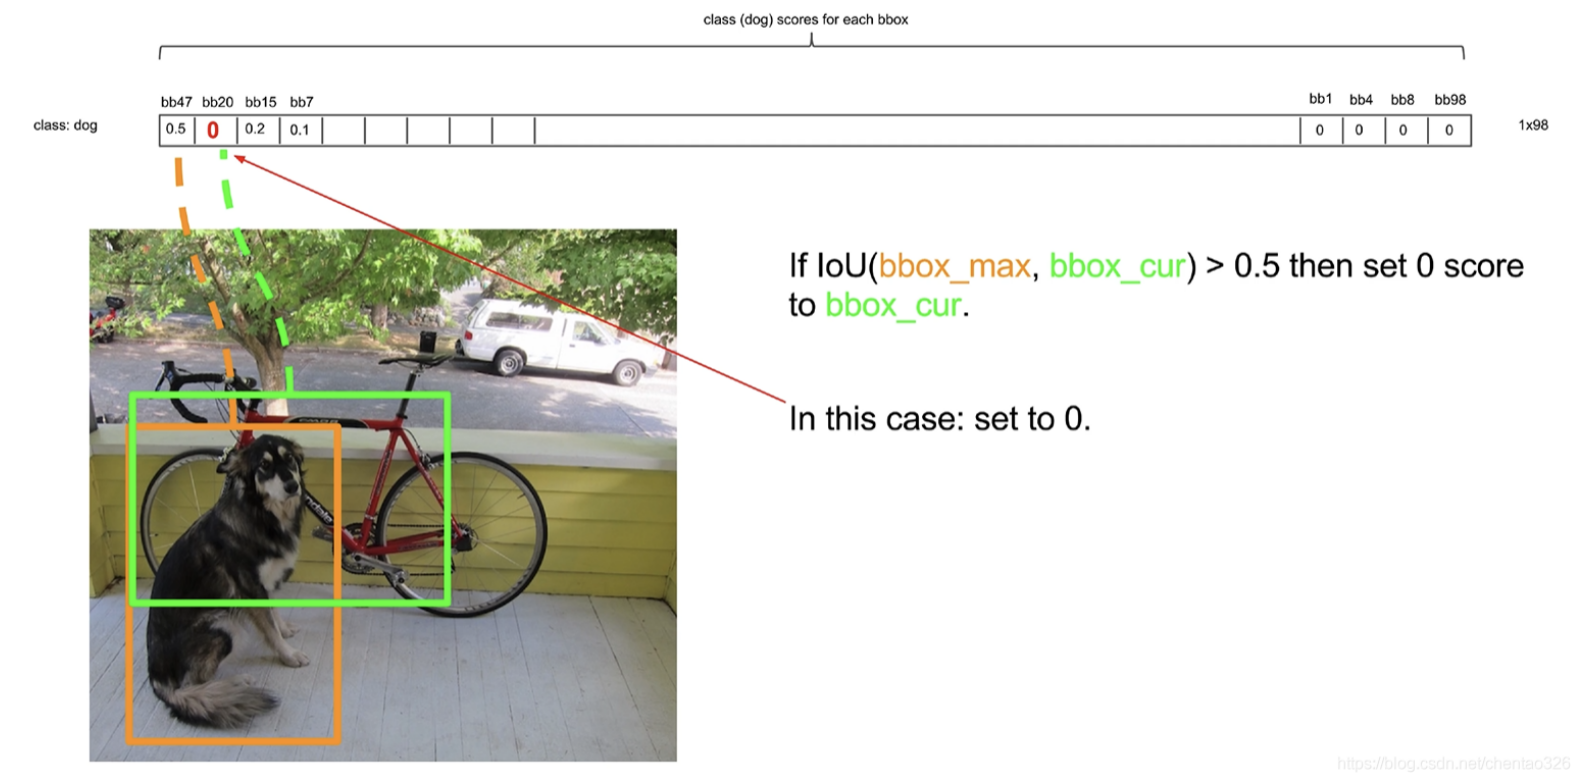 class (dog) scores for each bbox
bb47 bb20 bb15 bb7 bb1 bb4 bb8 bb98
class: dog 0.5 0 0.2 0.1 0 0 0 0 1x98
If IoU(bbox_max, bbox_cur) > 0.5 then set 0 score
to bbox_cur.
In this case: set to 0.
https://blog.csdn.net/chentao326